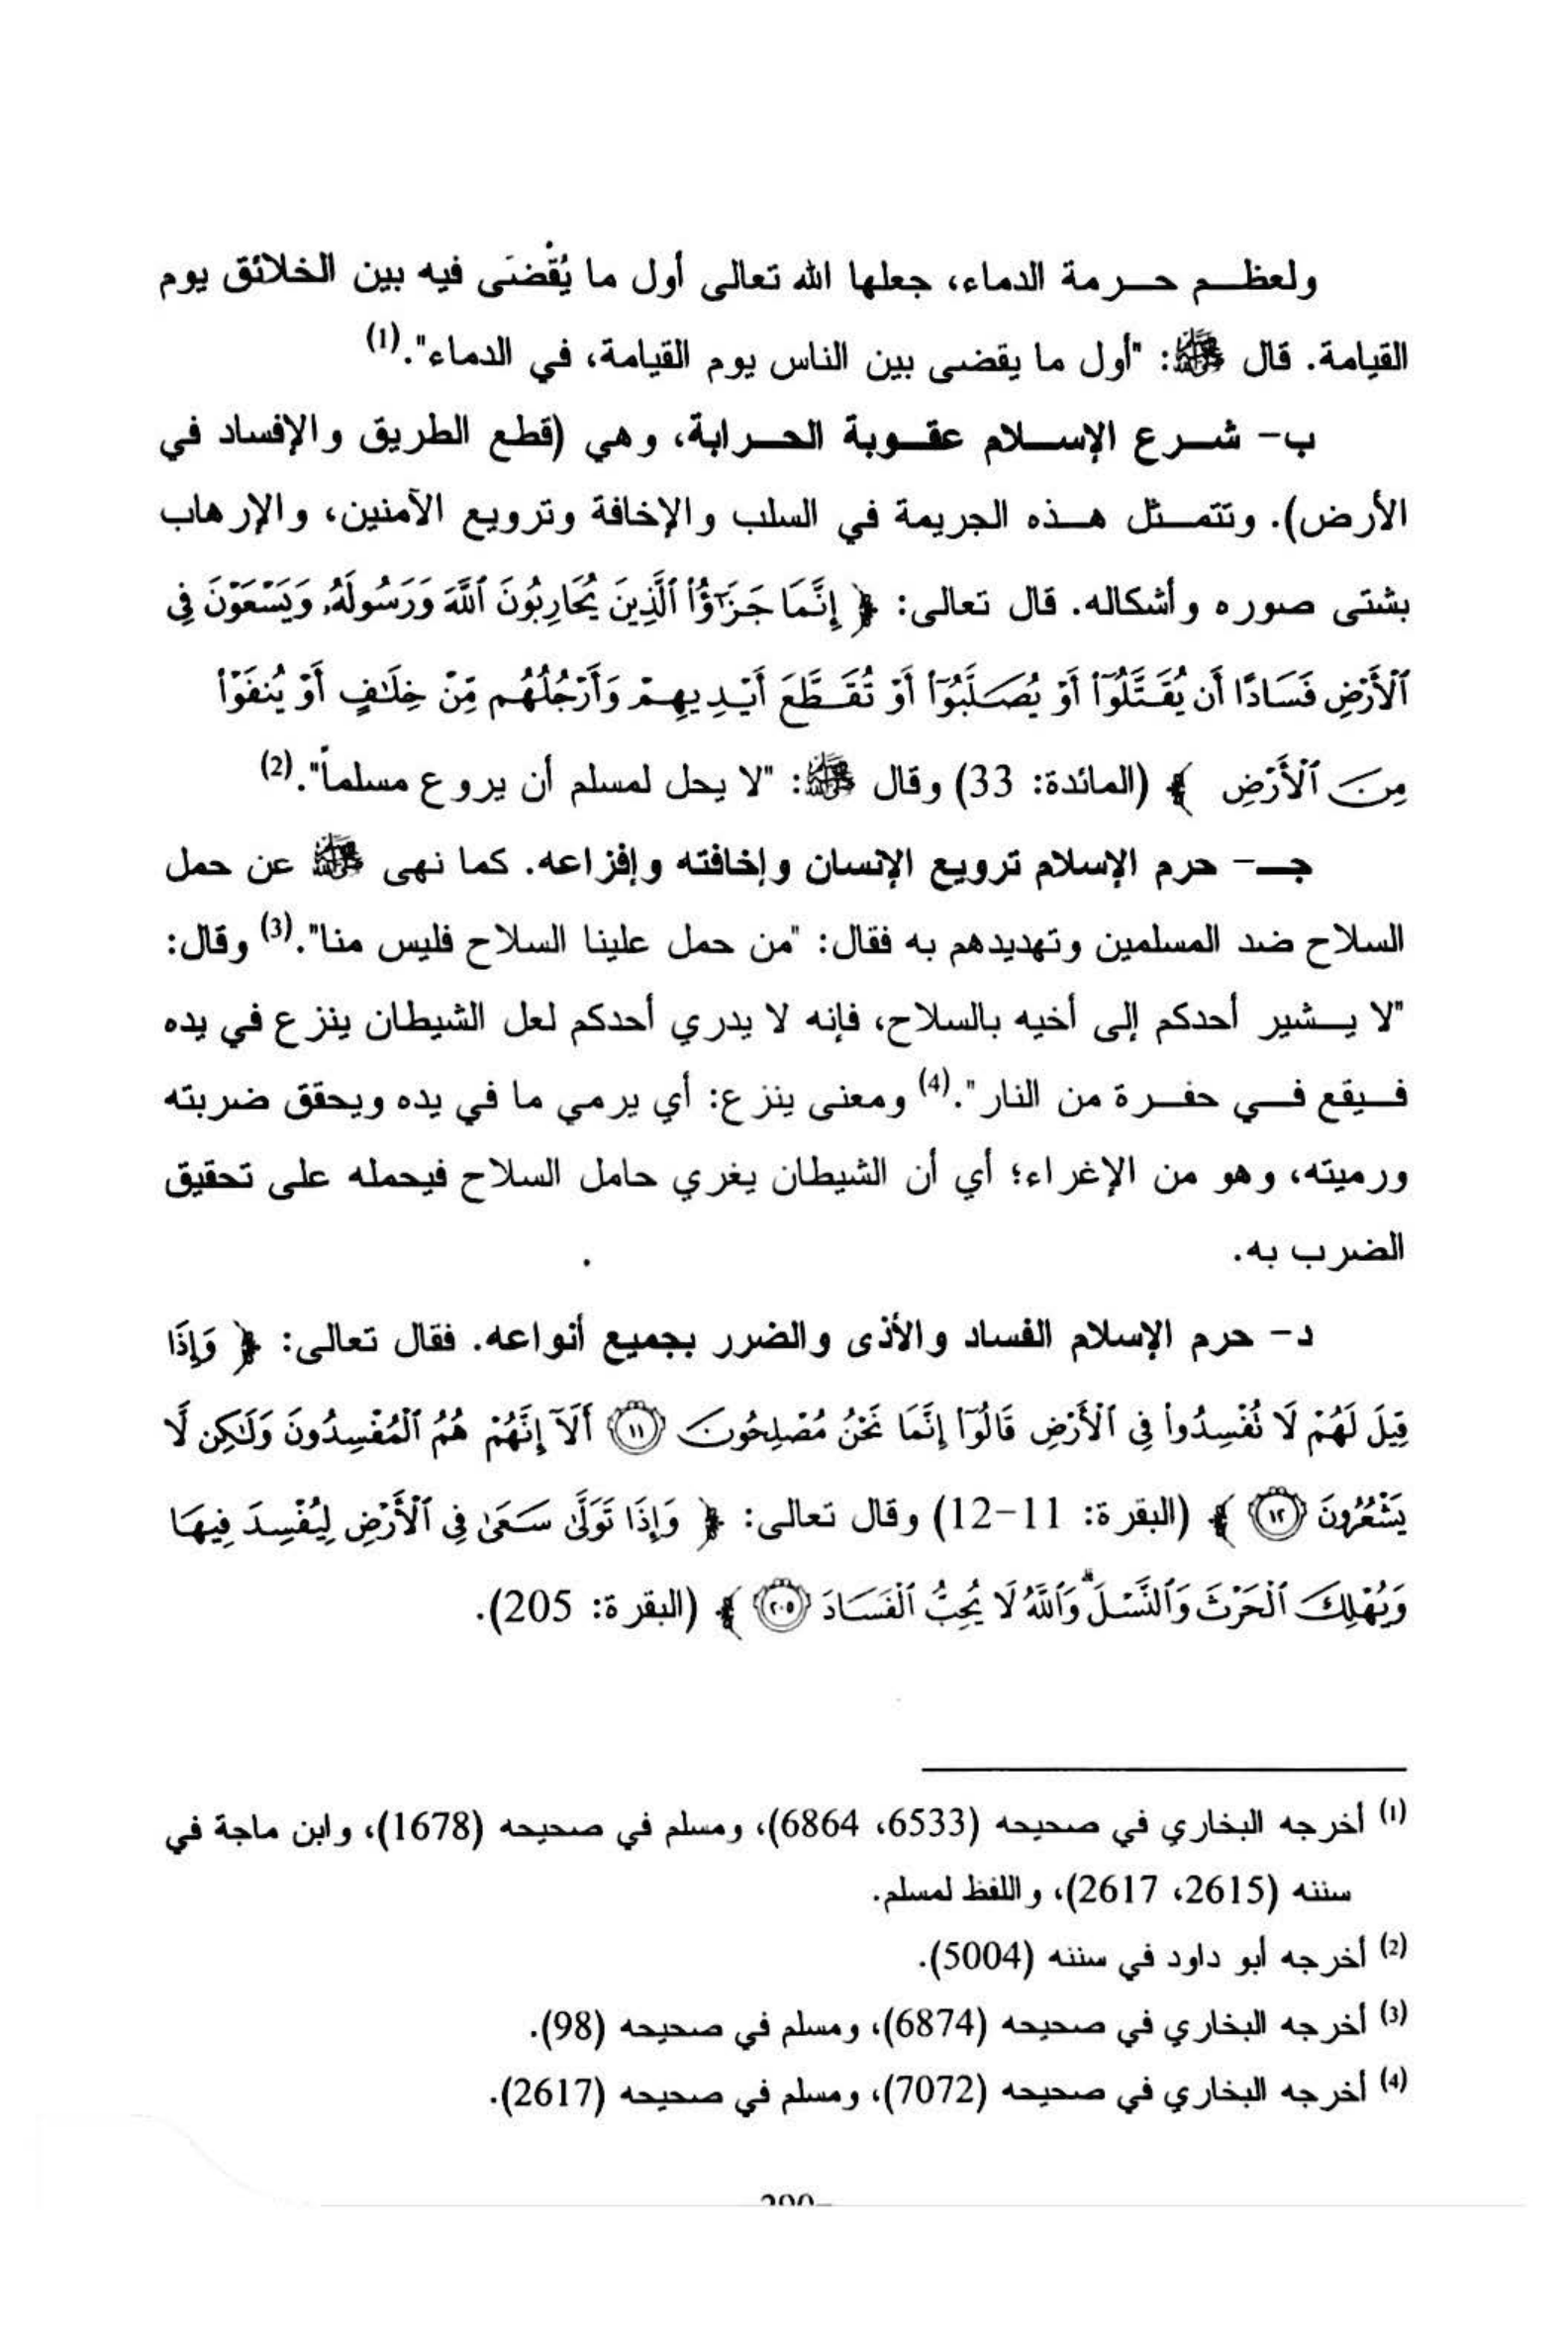 ولعظم حرمة الدماء، جعلها الله تعالى أول ما يُقْضَى فيه بين الخلائق يوم
القيامة. قال ﷺ: "أول ما يقضى بين الناس يوم القيامة، في الدماء".(1)
ب- شرع الإسلام عقوبة الحرابة، وهي (قطع الطريق والإفساد في
الأرض). وتتمثل هذه الجريمة في السلب والإخافة وترويع الآمنين، والإرهاب
بشتى صوره وأشكاله. قال تعالى: ﴿ إِنَّمَا جَزَٰٓؤُا۟ ٱلَّذِينَ يُحَارِبُونَ ٱللَّهَ وَرَسُولَهُۥ وَيَسْعَوْنَ فِى
ٱلْأَرْضِ فَسَادًا أَن يُقَتَّلُوٓا۟ أَوْ يُصَلَّبُوٓا۟ أَوْ تُقَطَّعَ أَيْدِيهِمْ وَأَرْجُلُهُم مِّنْ خِلَٰفٍ أَوْ يُنفَوْا۟
مِنَ ٱلْأَرْضِ ﴾ (المائدة: 33) وقال ﷺ: "لا يحل لمسلم أن يروع مسلماً".(2)
جـ- حرم الإسلام ترويع الإنسان وإخافته وإفزاعه. كما نهى ﷺ عن حمل
السلاح ضد المسلمين وتهديدهم به فقال: "من حمل علينا السلاح فليس منا".(3) وقال:
"لا يشير أحدكم إلى أخيه بالسلاح، فإنه لا يدري أحدكم لعل الشيطان ينزع في يده
فيقع في حفرة من النار".(4) ومعنى ينزع: أي يرمي ما في يده ويحقق ضربته
ورميته، وهو من الإغراء؛ أي أن الشيطان يغري حامل السلاح فيحمله على تحقيق
الضرب به.
د- حرم الإسلام الفساد والأذى والضرر بجميع أنواعه. فقال تعالى: ﴿ وَإِذَا
قِيلَ لَهُمْ لَا تُفْسِدُوا۟ فِى ٱلْأَرْضِ قَالُوٓا۟ إِنَّمَا نَحْنُ مُصْلِحُونَ ١١ أَلَآ إِنَّهُمْ هُمُ ٱلْمُفْسِدُونَ وَلَٰكِن لَّا
يَشْعُرُونَ ١٢ ﴾ (البقرة: 11-12) وقال تعالى: ﴿ وَإِذَا تَوَلَّىٰ سَعَىٰ فِى ٱلْأَرْضِ لِيُفْسِدَ فِيهَا
وَيُهْلِكَ ٱلْحَرْثَ وَٱلنَّسْلَ ۗ وَٱللَّهُ لَا يُحِبُّ ٱلْفَسَادَ ٢٠٥ ﴾ (البقرة: 205).
(1) أخرجه البخاري في صحيحه (6533، 6864)، ومسلم في صحيحه (1678)، وابن ماجة في
سننه (2615، 2617)، واللفظ لمسلم.
(2) أخرجه أبو داود في سننه (5004).
(3) أخرجه البخاري في صحيحه (6874)، ومسلم في صحيحه (98).
(4) أخرجه البخاري في صحيحه (7072)، ومسلم في صحيحه (2617).